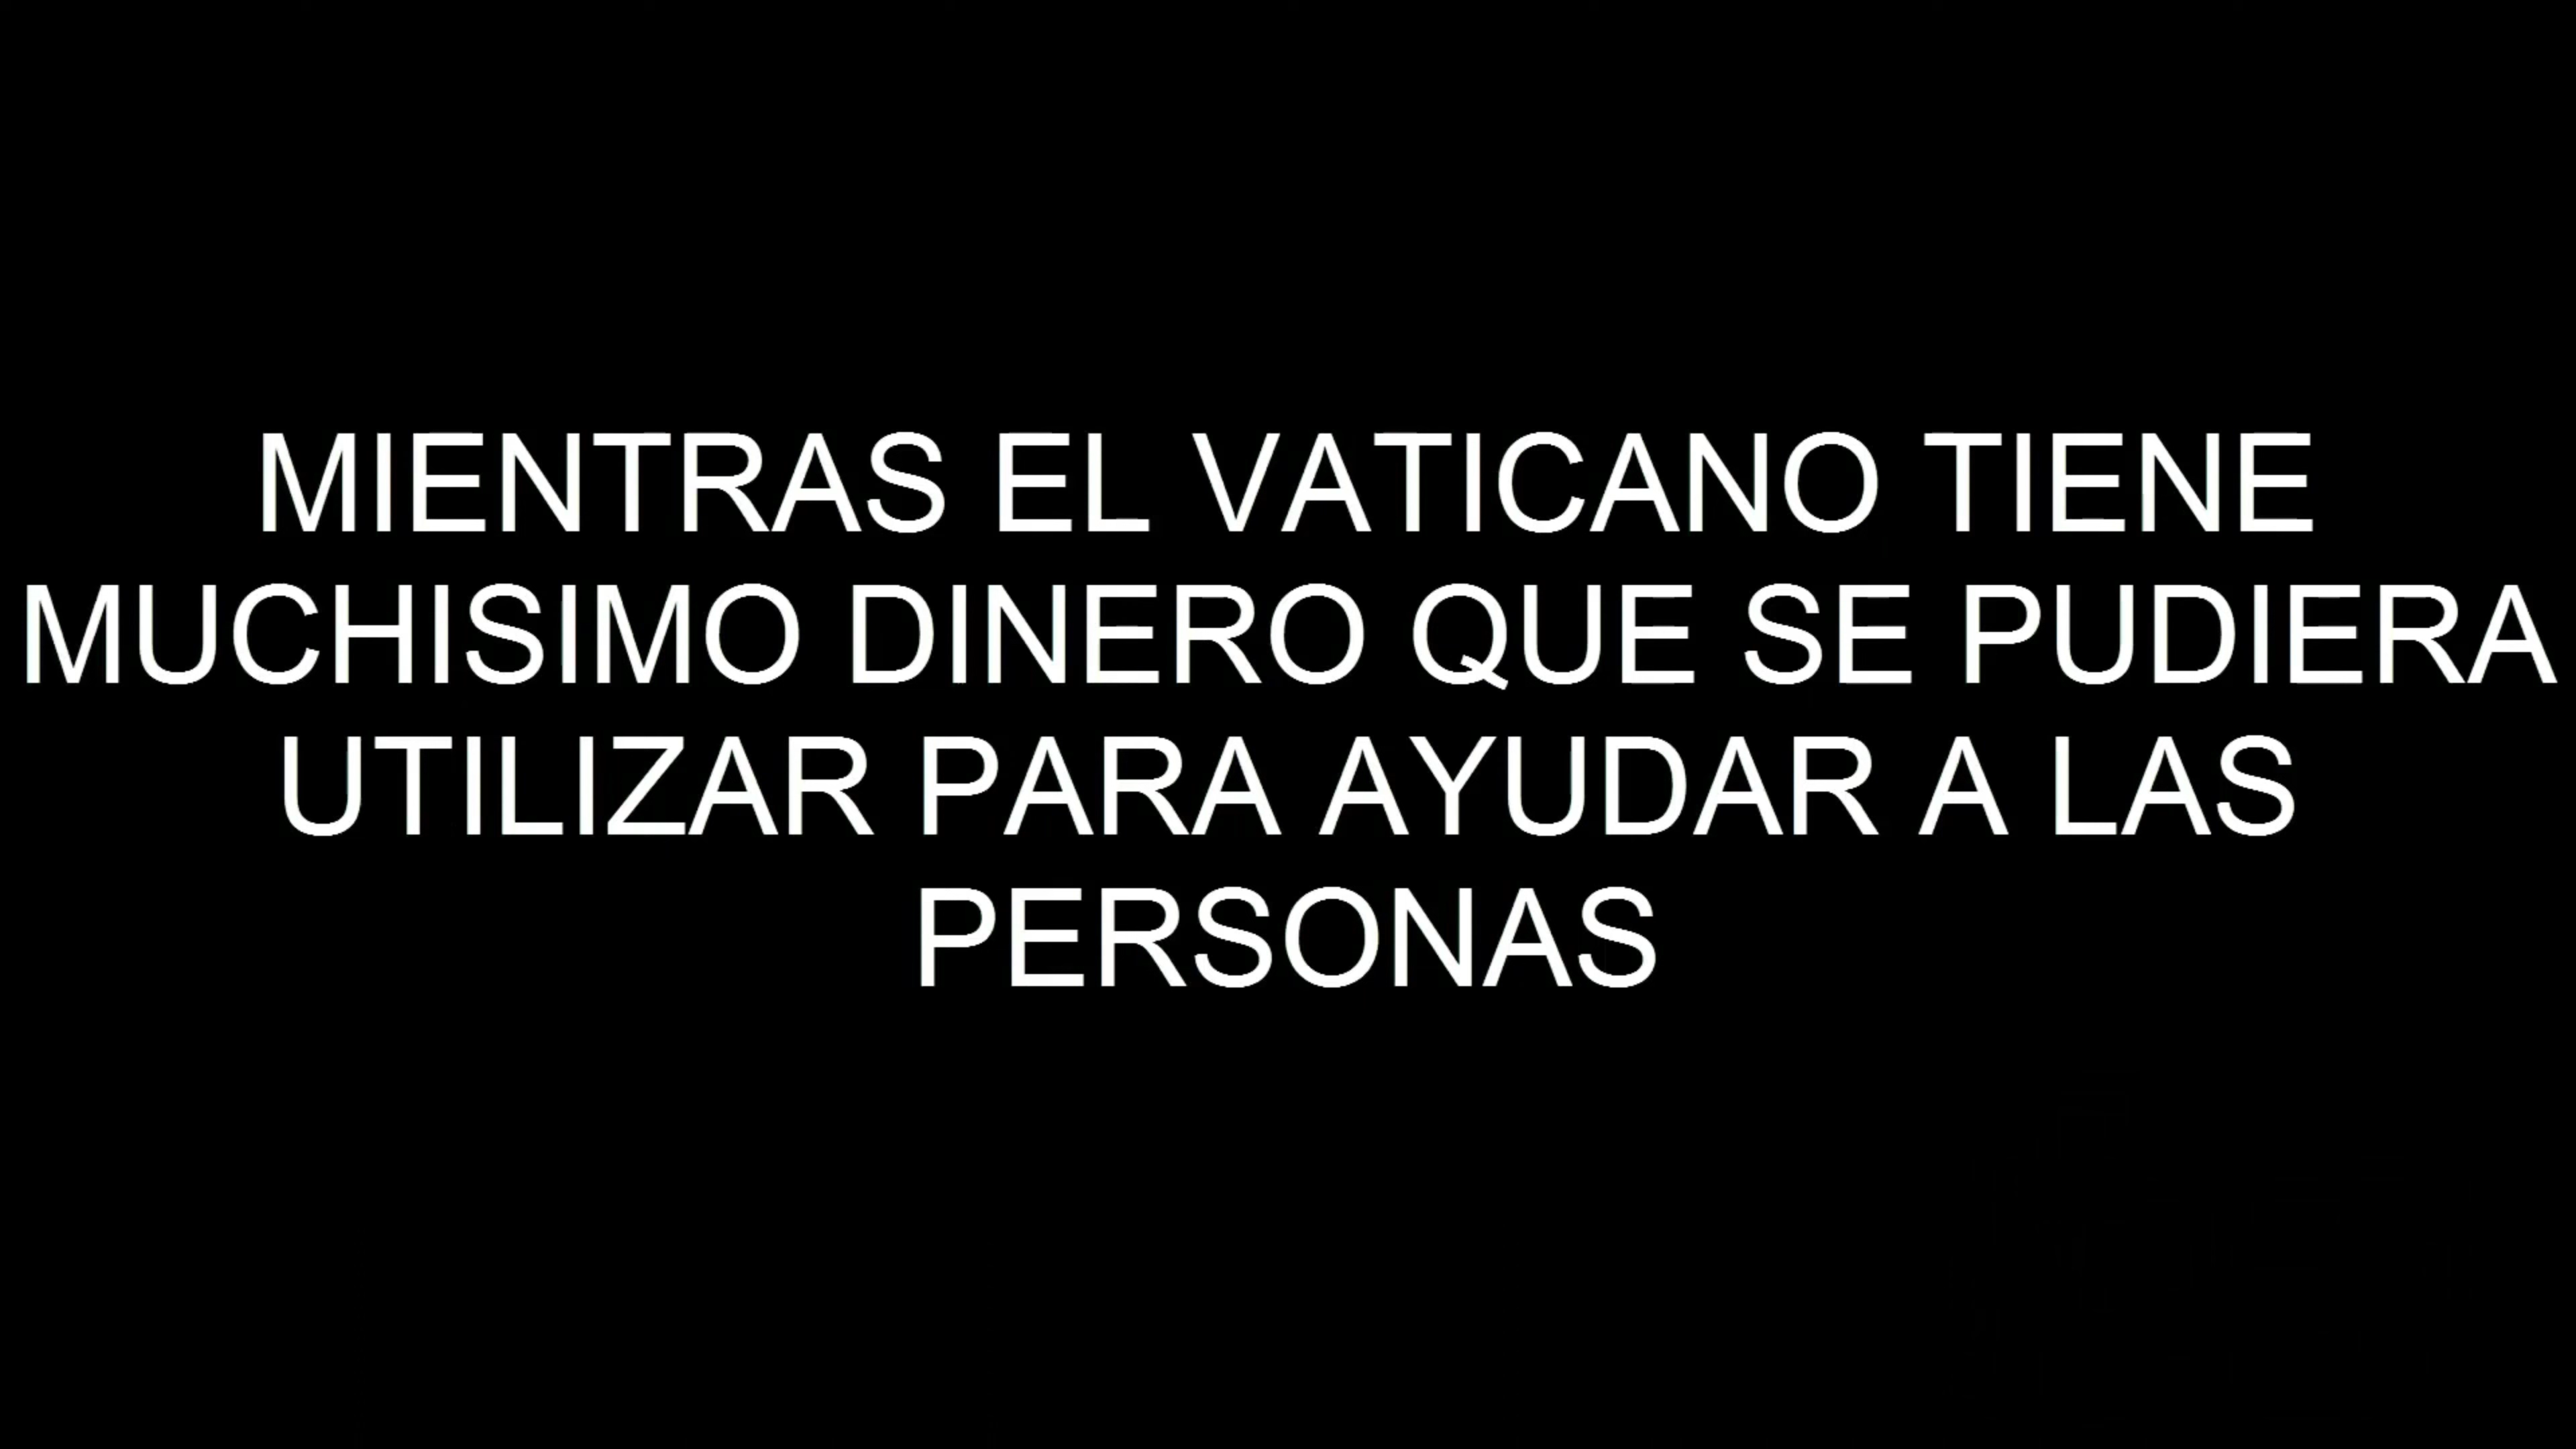 MIENTRAS EL VATICANO TIENE
MUCHISIMO DINERO QUE SE PUDIERA
UTILIZAR PARA AYUDAR A LAS
PERSONAS